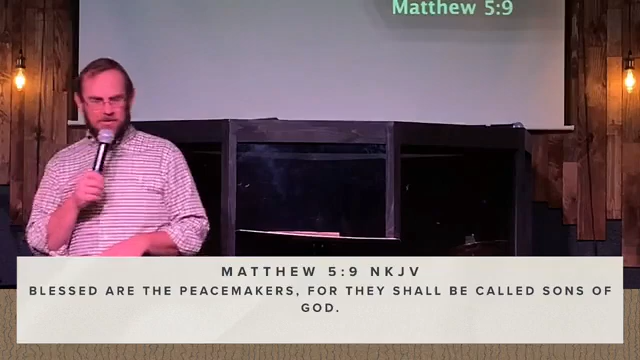 Matthew 5:9
MATTHEW 5:9 NKJV
BLESSED ARE THE PEACEMAKERS, FOR THEY SHALL BE CALLED SONS OF
GOD.